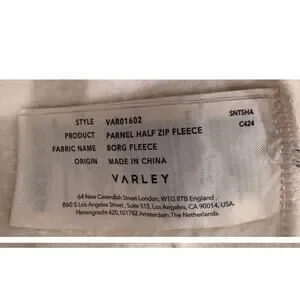 STYLE VAR01602 SNTSHA
PRODUCT PARNEL HALF ZIP FLEECE C424
FABRIC NAME BORG FLEECE
ORIGIN MADE IN CHINA
VARLEY
64 New Cavendish Street London, W1G 8TB England
860 S Los Angeles Street, Suite 513, Los Angeles, CA 90014, USA.
Herengracht 420, 1017BZ Amsterdam, The Netherlands.